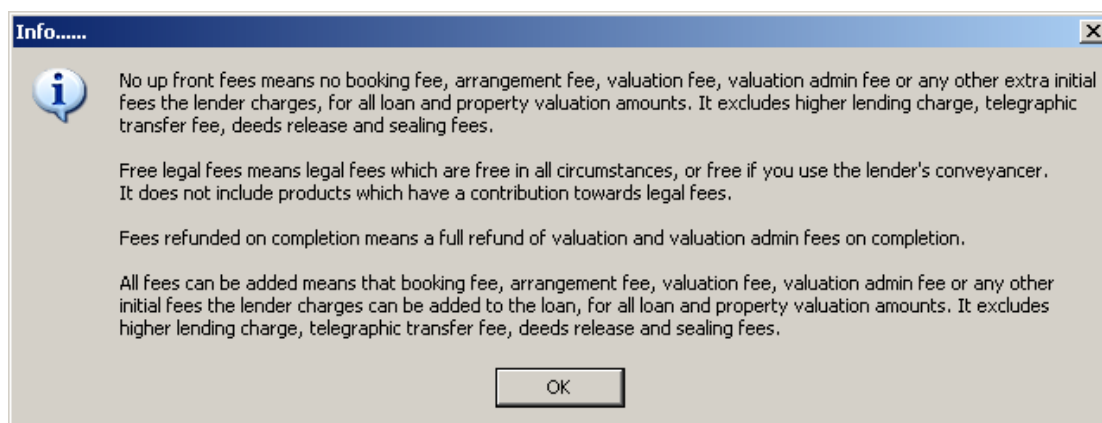 Info......
No up front fees means no booking fee, arrangement fee, valuation fee, valuation admin fee or any other extra initial
fees the lender charges, for all loan and property valuation amounts. It excludes higher lending charge, telegraphic
transfer fee, deeds release and sealing fees.
Free legal fees means legal fees which are free in all circumstances, or free if you use the lender's conveyancer.
It does not include products which have a contribution towards legal fees.
Fees refunded on completion means a full refund of valuation and valuation admin fees on completion.
All fees can be added means that booking fee, arrangement fee, valuation fee, valuation admin fee or any other
initial fees the lender charges can be added to the loan, for all loan and property valuation amounts. It excludes
higher lending charge, telegraphic transfer fee, deeds release and sealing fees.
OK